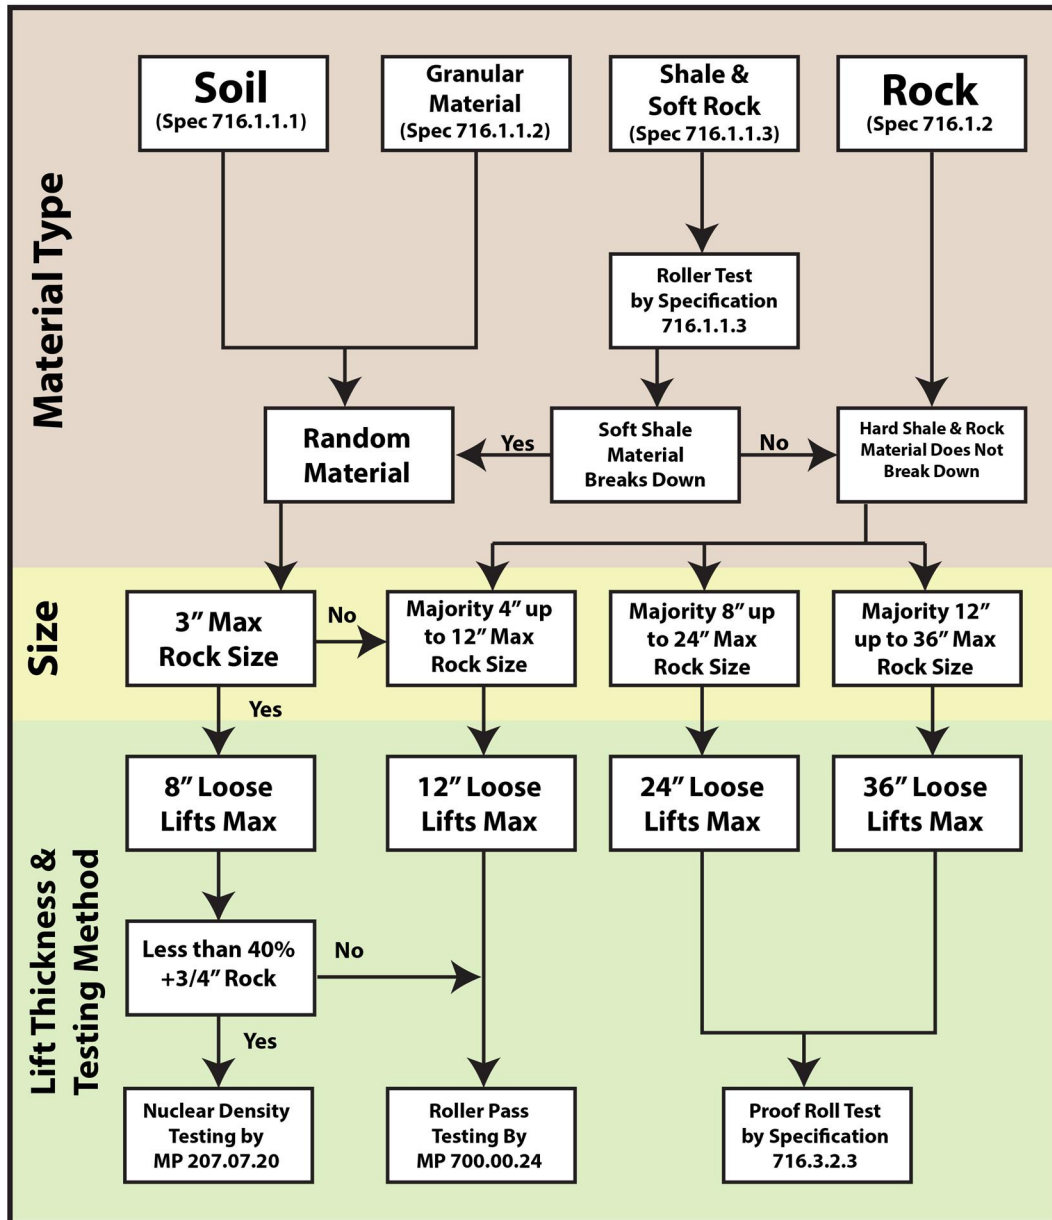 Material Type
Soil
(Spec 716.1.1.1)
Granular
Material
(Spec 716.1.1.2)
Shale &
Soft Rock
(Spec 716.1.1.3)
Rock
(Spec 716.1.2
Roller Test
by Specification
716.1.1.3
Random
Material
Yes
Soft Shale
Material
Breaks Down
No
Hard Shale & Rock
Material Does Not
Break Down
Size
3” Max
Rock Size
No
Majority 4” up
to 12” Max
Rock Size
Majority 8” up
to 24” Max
Rock Size
Majority 12”
up to 36” Max
Rock Size
Yes
Lift Thickness &
Testing Method
8” Loose
Lifts Max
12” Loose
Lifts Max
24” Loose
Lifts Max
36” Loose
Lifts Max
Less than 40%
+3/4” Rock
No
Yes
Nuclear Density
Testing by
MP 207.07.20
Roller Pass
Testing By
MP 700.00.24
Proof Roll Test
by Specification
716.3.2.3